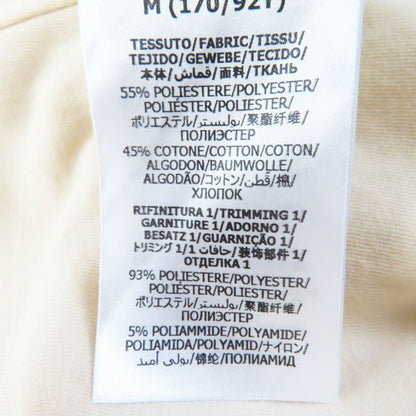 M (170/92Y)
TESSUTO/FABRIC/TISSU/
TEJIDO/GEWEBE/TECIDO/
本体/قماش/面料/ТКАНЬ
55% POLIESTERE/POLYESTER/
POLIÉSTER/POLIESTER/
ポリエステル/بوليستر/聚酯纤维/
ПОЛИЭСТЕР
45% COTONE/COTTON/COTON/
ALGODON/BAUMWOLLE/
ALGODÃO/コットン/قطن/棉/
ХЛОПОК
RIFINITURA 1/TRIMMING 1/
GARNITURE 1/ADORNO 1/
BESATZ 1/GUARNIÇÃO 1/
トリミング 1/حافات 1/装饰部件 1/
ОТДЕЛКА 1
93% POLIESTERE/POLYESTER/
POLIÉSTER/POLIESTER/
ポリエステル/بوليستر/聚酯纤维/
ПОЛИЭСТЕР
5% POLIAMMIDE/POLYAMIDE/
POLIAMIDA/POLYAMID/ナイロン/
بولي أميد/锦纶/ПОЛИАМИД